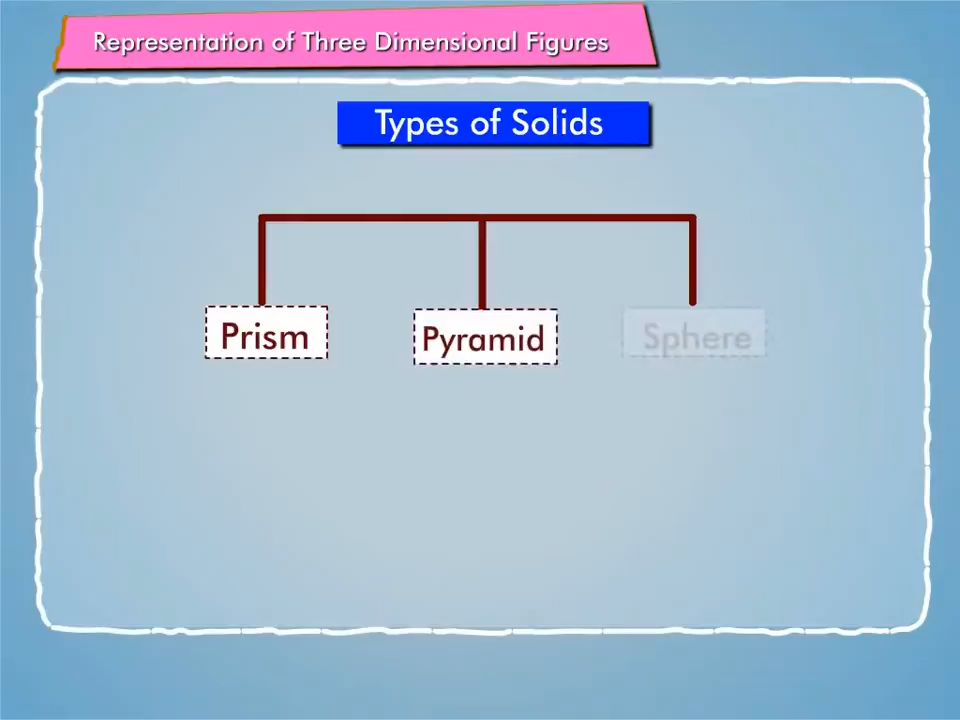 Representation of Three Dimensional Figures
Types of Solids
Prism
Pyramid
Sphere